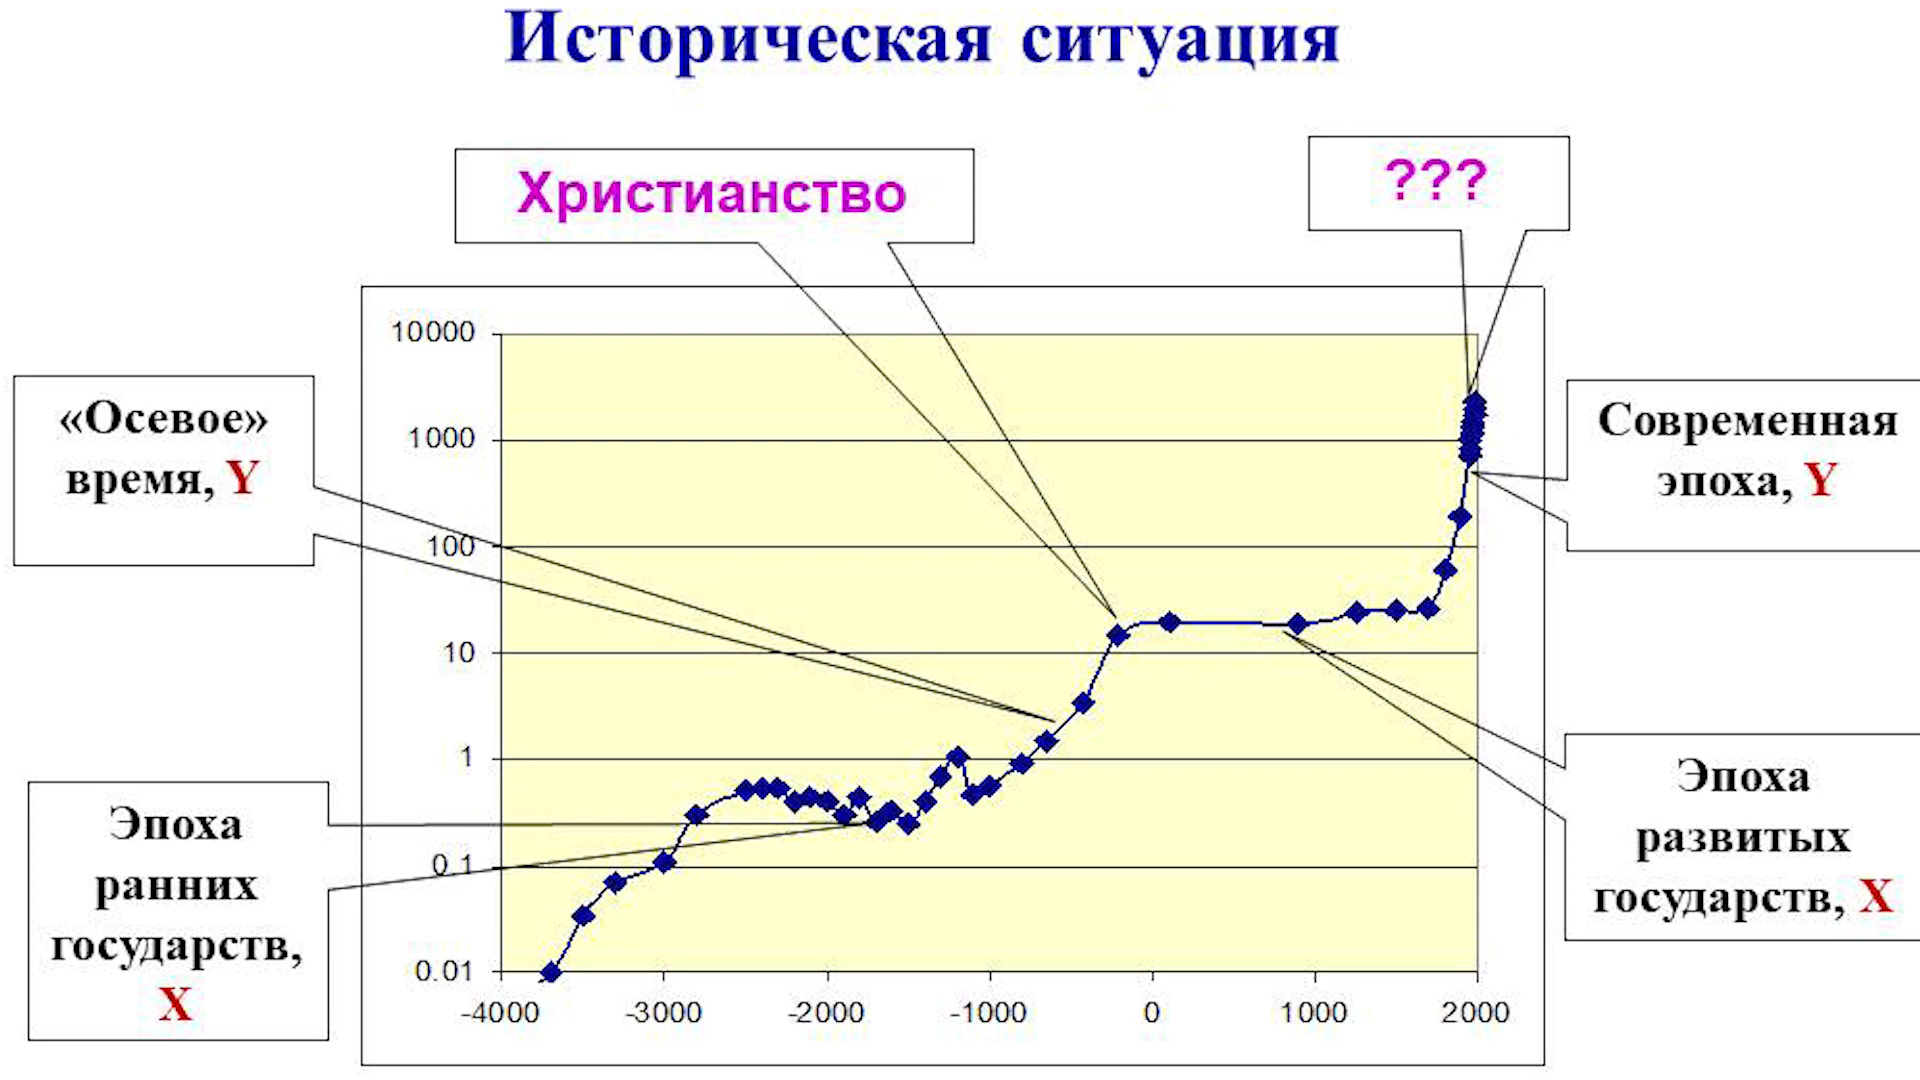 Историческая ситуация
Христианство
???
«Осевое»
время, Y
Современная
эпоха, Y
Эпоха
ранних
государств,
X
Эпоха
развитых
государств, X
10000
1000
100
10
1
0.1
0.01
-4000 -3000 -2000 -1000 0 1000 2000